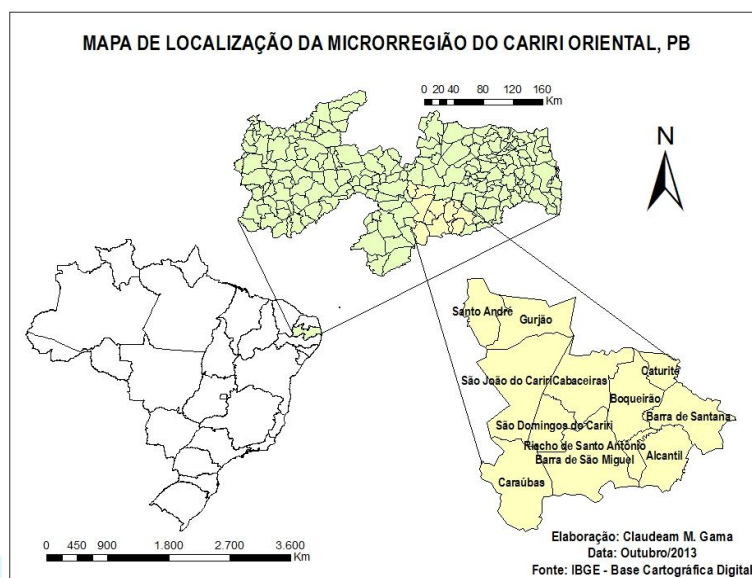 MAPA DE LOCALIZAÇÃO DA MICRORREGIÃO DO CARIRI ORIENTAL, PB
0 20 40 80 120 160
Km
N
Santo André
Gurjão
São João do Cariri
Cabaceiras
Caturité
Boqueirão
Barra de Santana
São Domingos do Cariri
Riacho de Santo Antônio
Barra de São Miguel
Alcantil
Caraúbas
0 450 900 1.800 2.700 3.600
Km
Elaboração: Claudeam M. Gama
Data: Outubro/2013
Fonte: IBGE - Base Cartográfica Digital